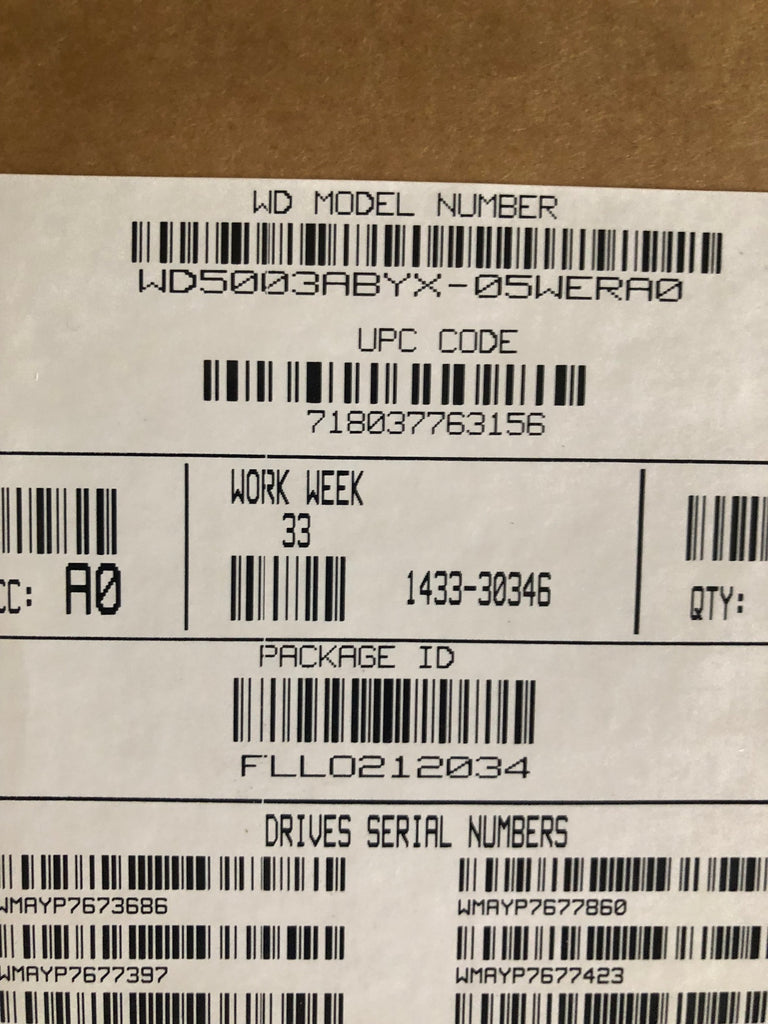 WD MODEL NUMBER
WD5003ABYX-05WERA0
UPC CODE
718037763156
WORK WEEK
33
CC: A0
1433-30346
QTY:
PACKAGE ID
FLL0212034
DRIVES SERIAL NUMBERS
WMAYP7673686
WMAYP7677860
WMAYP7677397
WMAYP7677423